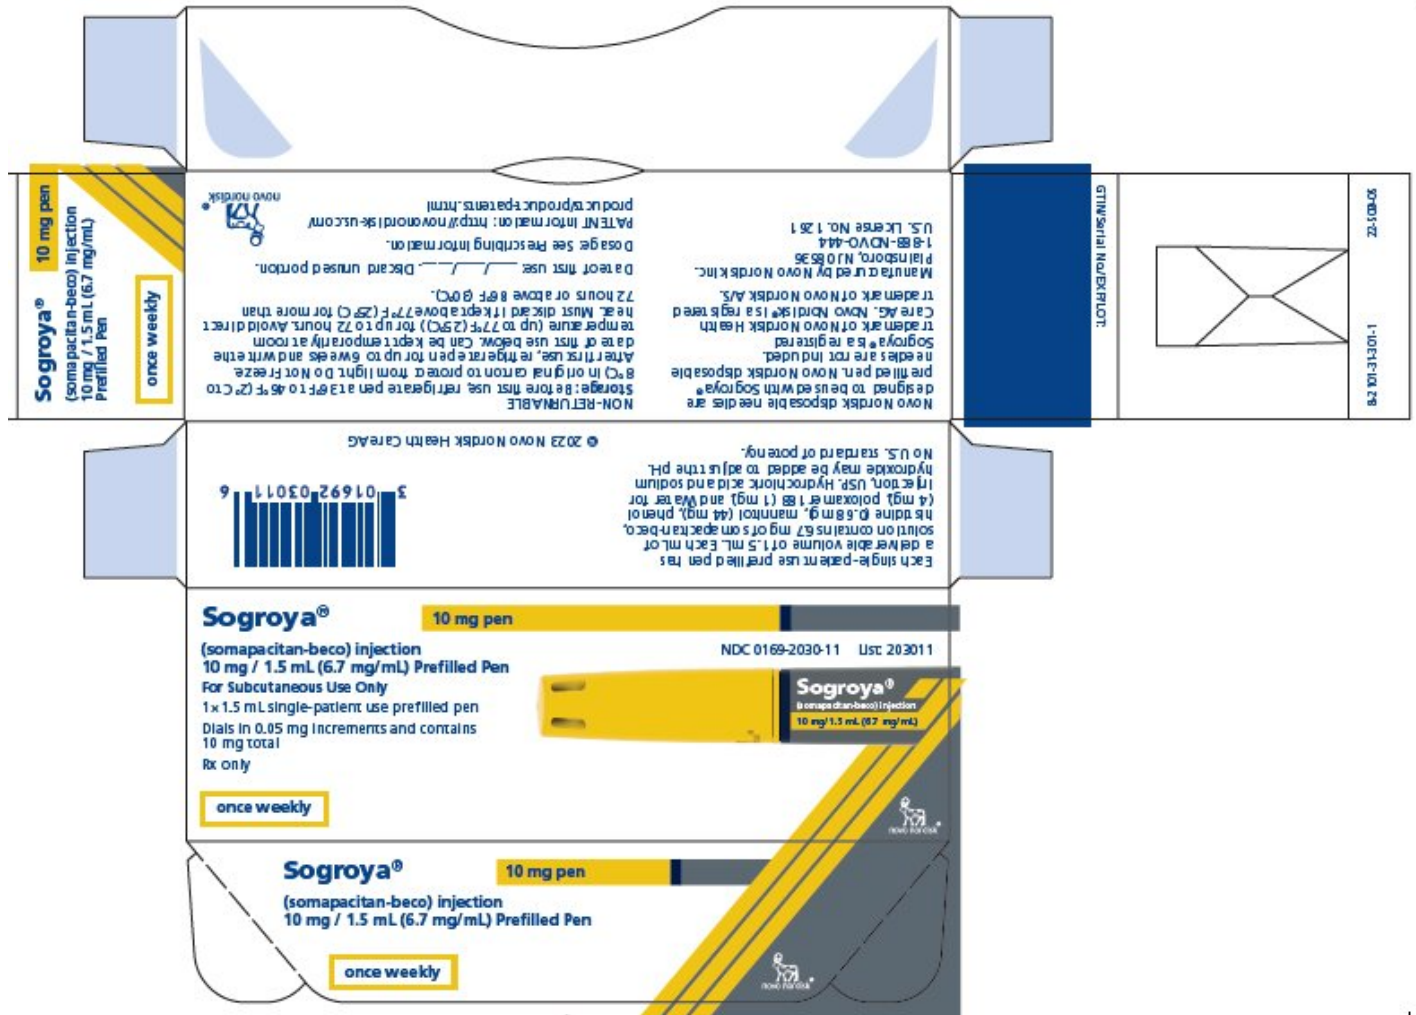 novo nordisk®
NON-RETURNABLE
Storage: Before first use, refrigerate pen at 36°F to 46°F (2°C to
8°C) in original carton to protect from light. Do Not Freeze.
After first use, refrigerate pen for up to 6 weeks and write the
date of first use below. Can be kept temporarily at room
temperature (up to 77°F (25°C)) for up to 72 hours. Avoid direct
heat. Must discard if kept above 77°F (25°C) for more than
72 hours or at above 86°F (30°C).
Date of first use: ___/___/___. Discard unused portion.
Dosage: See Prescribing Information.
PATENT Information: http://novonordisk-us.com/
products/product-patents.html
Novo Nordisk disposable needles are
designed to be used with Sogroya®
prefilled pen. Novo Nordisk disposable
needles are not included.
Sogroya® is a registered
trademark of Novo Nordisk Health
Care AG. Novo Nordisk® is a registered
trademark of Novo Nordisk A/S.
Manufactured by Novo Nordisk Inc.
Plainsboro, NJ 08536
1-888-NOVO-444
U.S. License No. 1261
Sogroya®
10 mg pen
(somapacitan-beco) injection
10 mg / 1.5 mL (6.7 mg/mL)
Prefilled Pen
once weekly
GTIN/Serial No/EXP/LOT:
22-508-05
8-2101-31-301-1
Each single-patient use prefilled pen has
a deliverable volume of 1.5 mL. Each mL of
solution contains 6.7 mg of somapacitan-beco,
histidine (0.68 mg), mannitol (44 mg), phenol
(4 mg), poloxamer 188 (1 mg), and Water for
Injection, USP. Hydrochloric acid and sodium
hydroxide may be added to adjust the pH.
No U.S. standard of potency.
3 01692 03011 6
© 2023 Novo Nordisk Health Care AG
Sogroya®
10 mg pen
(somapacitan-beco) injection
10 mg / 1.5 mL (6.7 mg/mL) Prefilled Pen
NDC 0169-2030-11 List: 203011
For Subcutaneous Use Only
1 × 1.5 mL single-patient use prefilled pen
Dials in 0.05 mg increments and contains
10 mg total
Rx only
once weekly
Sogroya®
(somapacitan-beco) injection
10 mg/1.5 mL (6.7 mg/mL)
novo nordisk®
Sogroya®
10 mg pen
(somapacitan-beco) injection
10 mg / 1.5 mL (6.7 mg/mL) Prefilled Pen
once weekly
novo nordisk®